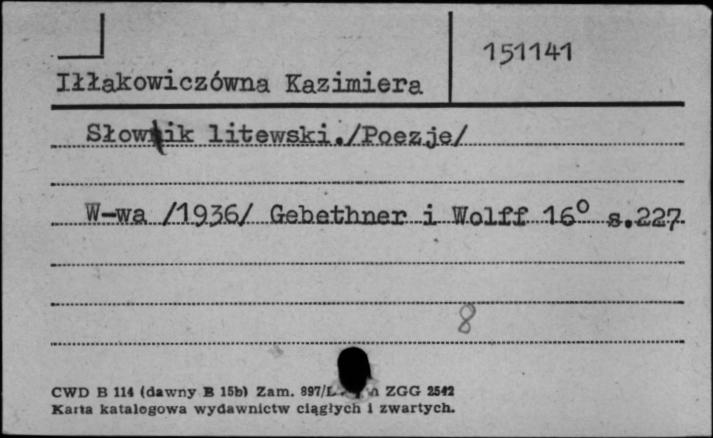 151141
Iłłakowiczówna Kazimiera
Słowik litewski./Poezje/
W-wa /1936/ Gebethner i Wolff 16° s.227
8
CWD B 114 (dawny B 15b) Zam. 897/ ZGG 2542
Karta katalogowa wydawnictw ciągłych i zwartych.